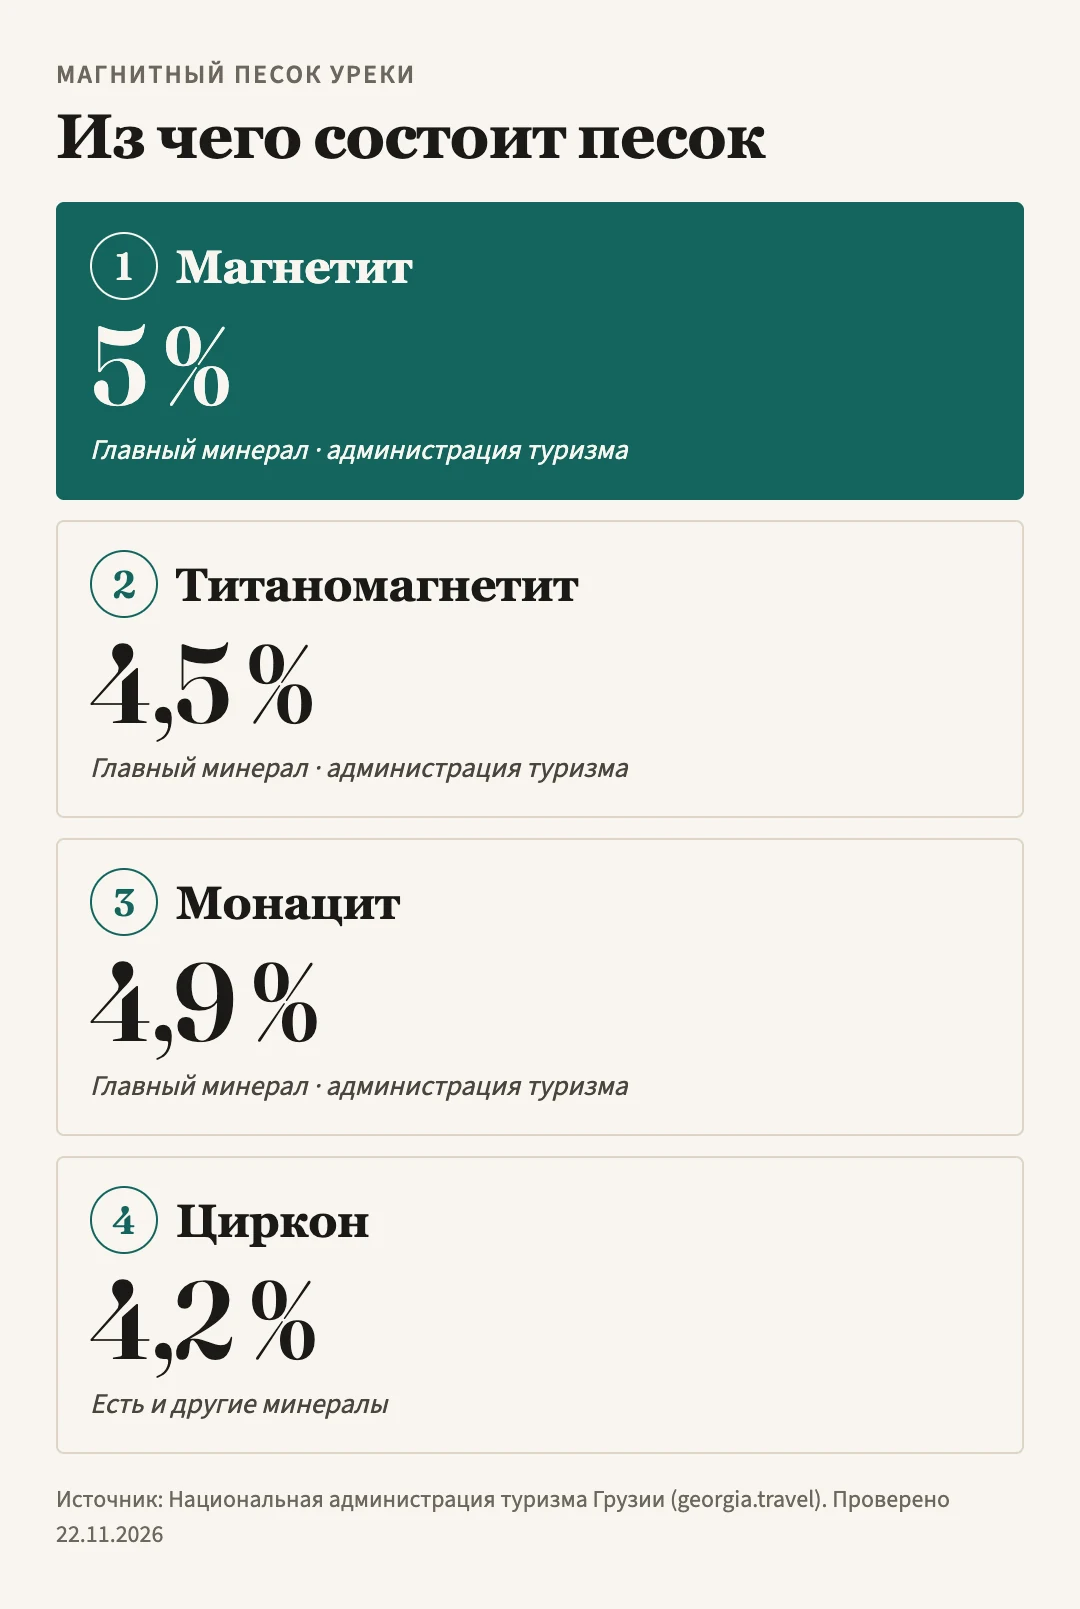 МАГНИТНЫЙ ПЕСОК УРЕКИ
Из чего состоит песок
1 Магнетит
5 %
Главный минерал · администрация туризма
2 Титаномагнетит
4,5 %
Главный минерал · администрация туризма
3 Монацит
4,9 %
Главный минерал · администрация туризма
4 Циркон
4,2 %
Есть и другие минералы
Источник: Национальная администрация туризма Грузии (georgia.travel). Проверено
22.11.2026